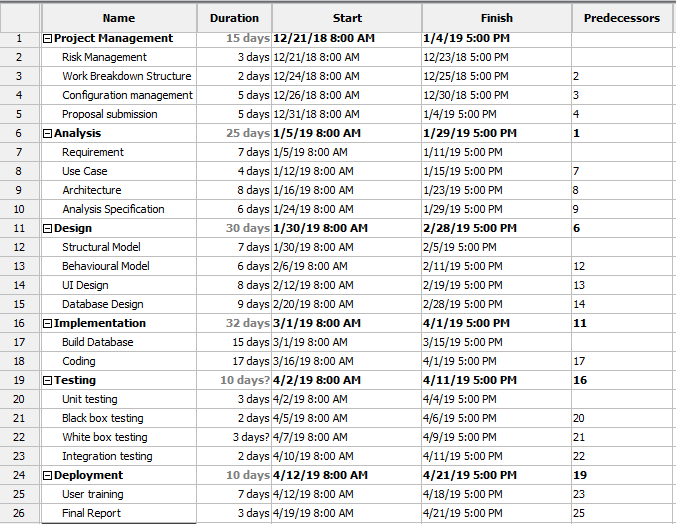 Name Duration Start Finish Predecessors
1 Project Management 15 days 12/21/18 8:00 AM 1/4/19 5:00 PM
2 Risk Management 3 days 12/21/18 8:00 AM 12/23/18 5:00 PM
3 Work Breakdown Structure 2 days 12/24/18 8:00 AM 12/25/18 5:00 PM 2
4 Configuration management 5 days 12/26/18 8:00 AM 12/30/18 5:00 PM 3
5 Proposal submission 5 days 12/31/18 8:00 AM 1/4/19 5:00 PM 4
6 Analysis 25 days 1/5/19 8:00 AM 1/29/19 5:00 PM 1
7 Requirement 7 days 1/5/19 8:00 AM 1/11/19 5:00 PM
8 Use Case 4 days 1/12/19 8:00 AM 1/15/19 5:00 PM 7
9 Architecture 8 days 1/16/19 8:00 AM 1/23/19 5:00 PM 8
10 Analysis Specification 6 days 1/24/19 8:00 AM 1/29/19 5:00 PM 9
11 Design 30 days 1/30/19 8:00 AM 2/28/19 5:00 PM 6
12 Structural Model 7 days 1/30/19 8:00 AM 2/5/19 5:00 PM
13 Behavioural Model 6 days 2/6/19 8:00 AM 2/11/19 5:00 PM 12
14 UI Design 8 days 2/12/19 8:00 AM 2/19/19 5:00 PM 13
15 Database Design 9 days 2/20/19 8:00 AM 2/28/19 5:00 PM 14
16 Implementation 32 days 3/1/19 8:00 AM 4/1/19 5:00 PM 11
17 Build Database 15 days 3/1/19 8:00 AM 3/15/19 5:00 PM
18 Coding 17 days 3/16/19 8:00 AM 4/1/19 5:00 PM 17
19 Testing 10 days? 4/2/19 8:00 AM 4/11/19 5:00 PM 16
20 Unit testing 3 days 4/2/19 8:00 AM 4/4/19 5:00 PM
21 Black box testing 2 days 4/5/19 8:00 AM 4/6/19 5:00 PM 20
22 White box testing 3 days? 4/7/19 8:00 AM 4/9/19 5:00 PM 21
23 Integration testing 2 days 4/10/19 8:00 AM 4/11/19 5:00 PM 22
24 Deployment 10 days 4/12/19 8:00 AM 4/21/19 5:00 PM 19
25 User training 7 days 4/12/19 8:00 AM 4/18/19 5:00 PM 23
26 Final Report 3 days 4/19/19 8:00 AM 4/21/19 5:00 PM 25